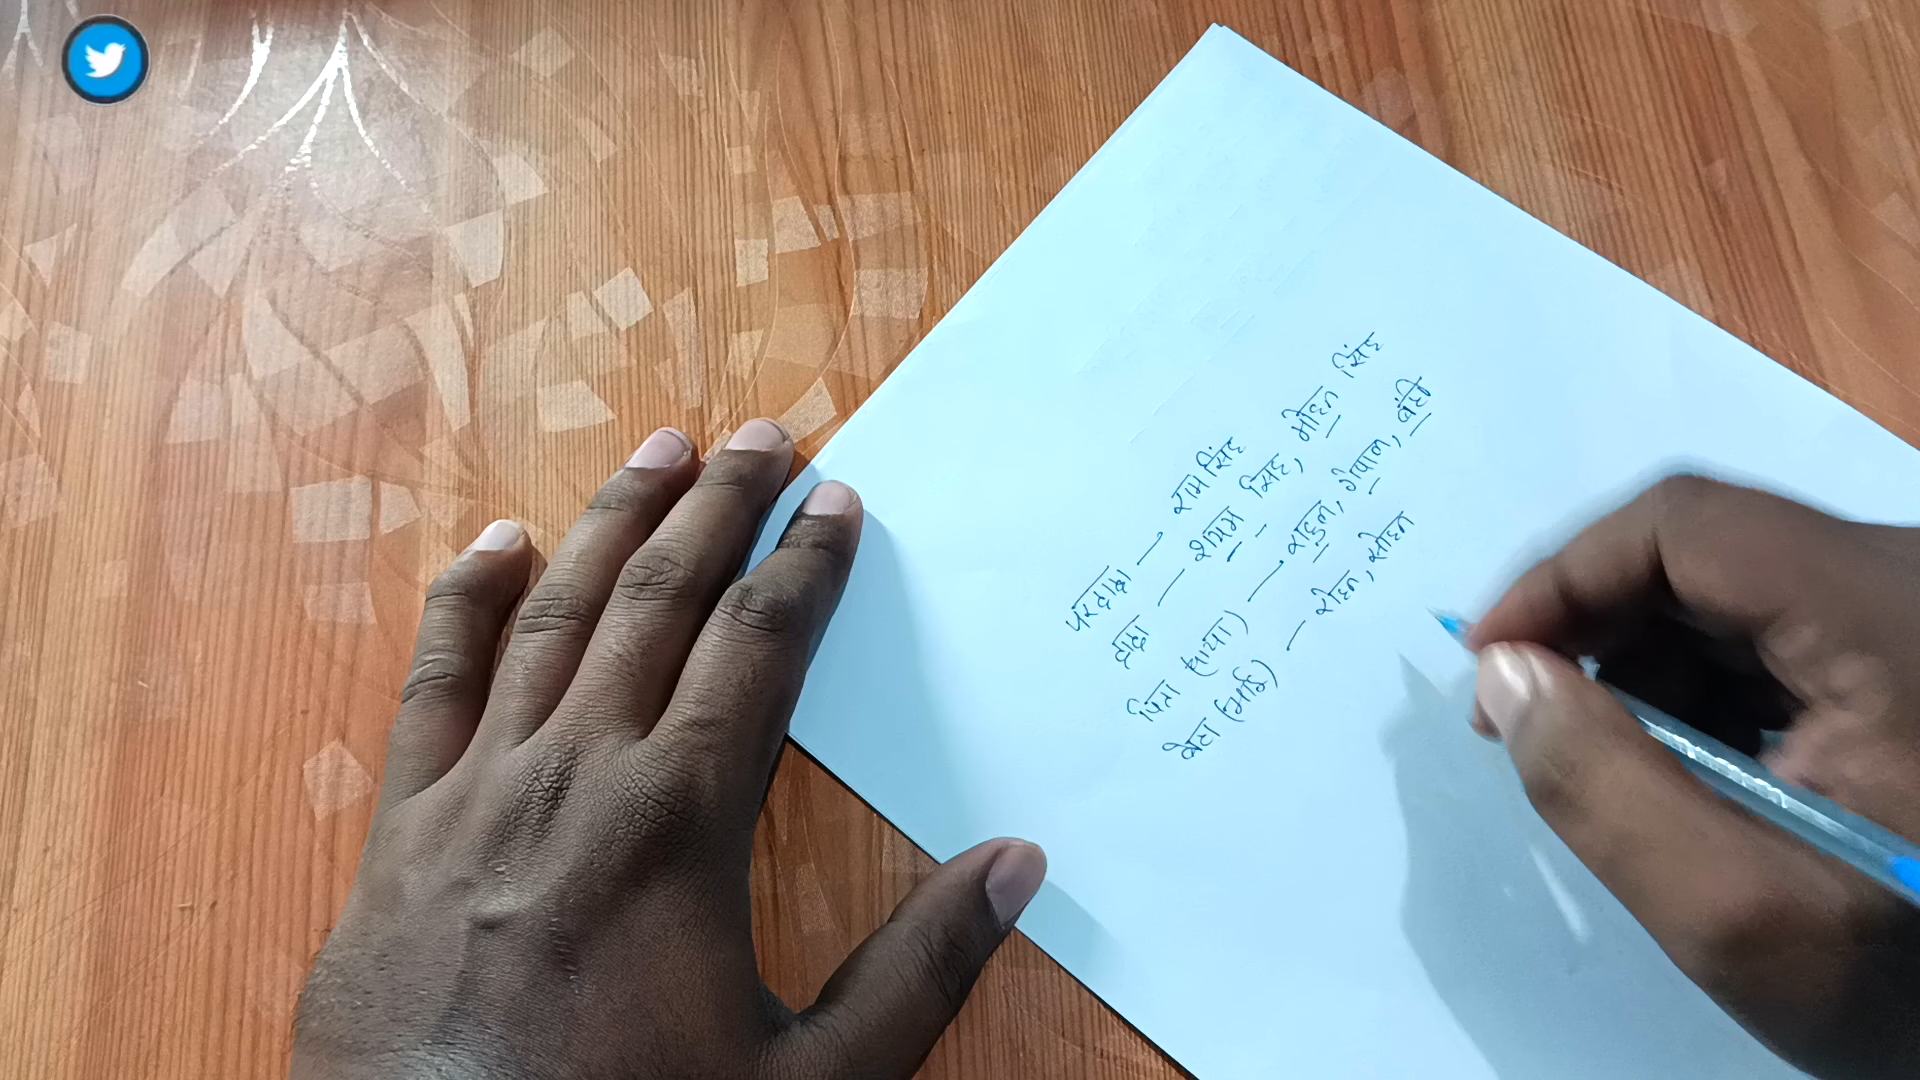 परदादा — राम सिंह
दादा — श्याम सिंह, मोहन सिंह
पिता (चाचा) — राहुल, गोपाल, बंटी
बेटा (भाई) — रोहन, सोहन